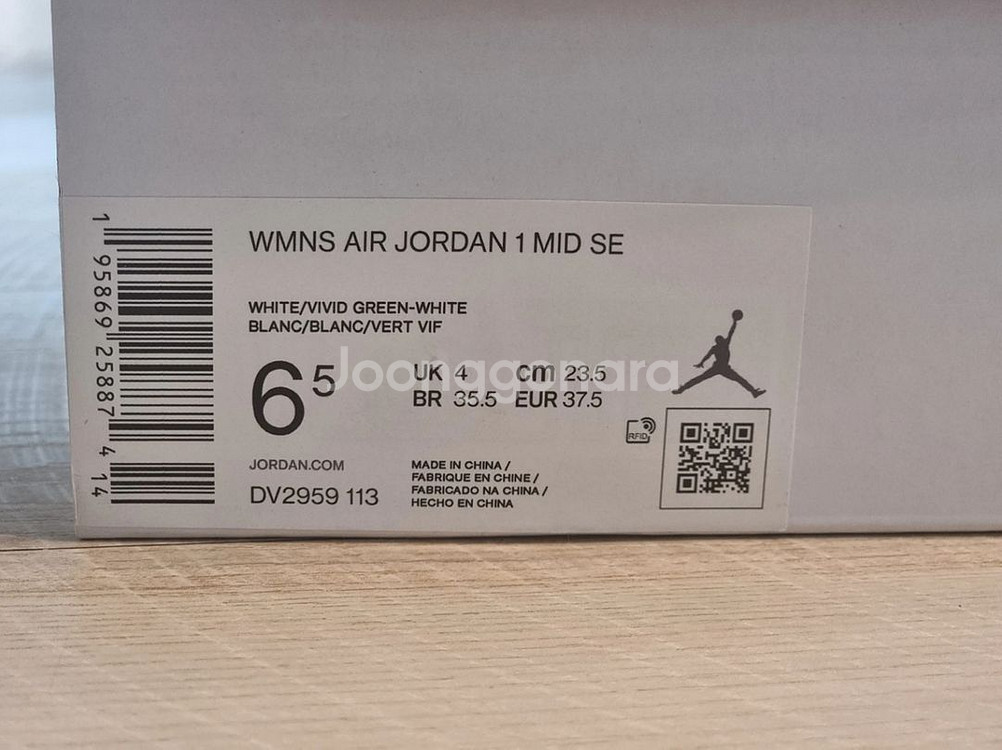 WMNS AIR JORDAN 1 MID SE
WHITE/VIVID GREEN-WHITE
BLANC/BLANC/VERT VIF
6 5
UK 4 cm 23.5
BR 35.5 EUR 37.5
Joonggonara
RFID
JORDAN.COM
DV2959 113
MADE IN CHINA /
FABRIQUE EN CHINE /
FABRICADO NA CHINA /
HECHO EN CHINA
1 95869 25887 4 14